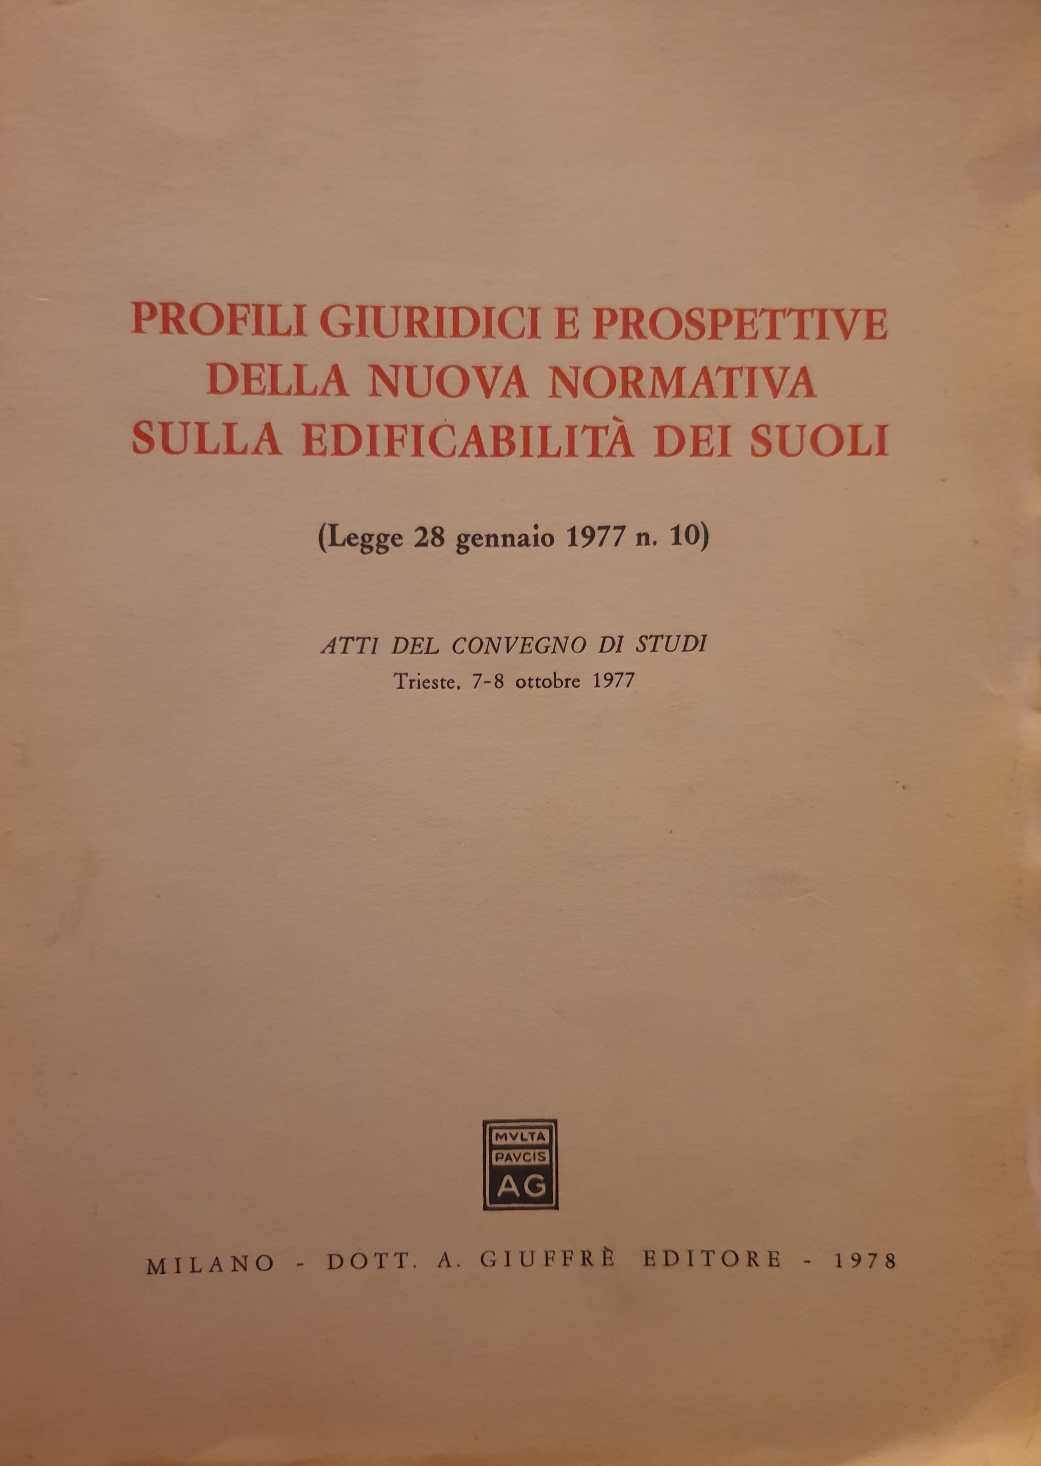 PROFILI GIURIDICI E PROSPETTIVE
DELLA NUOVA NORMATIVA
SULLA EDIFICABILITÀ DEI SUOLI
(Legge 28 gennaio 1977 n. 10)
ATTI DEL CONVEGNO DI STUDI
Trieste, 7-8 ottobre 1977
MVLTA
PAVCIS
AG
MILANO - DOTT. A. GIUFFRÈ EDITORE - 1978